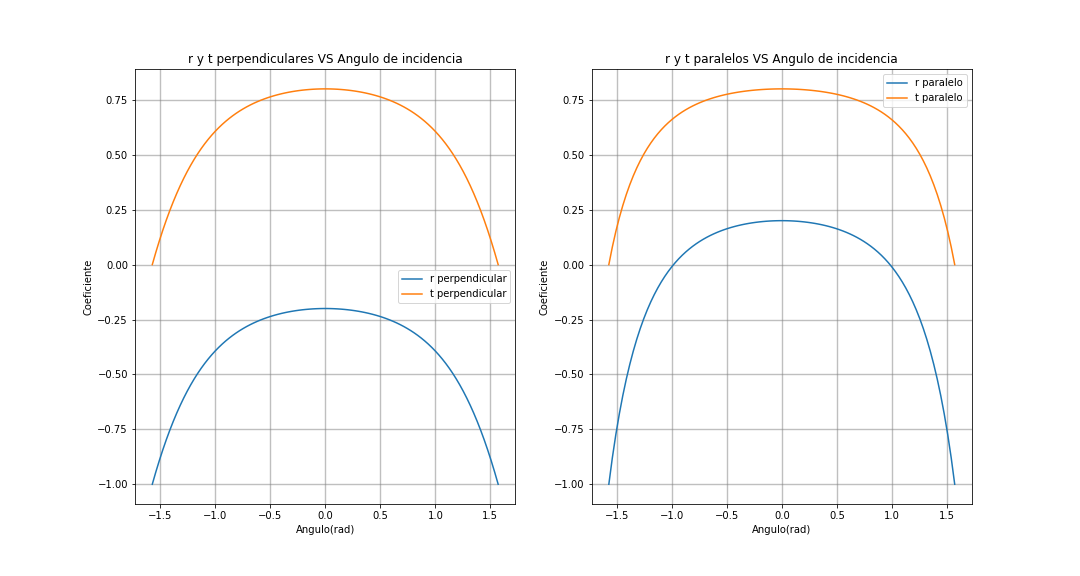 r y t perpendiculares VS Angulo de incidencia
0.75
0.50
0.25
0.00
−0.25
−0.50
−0.75
−1.00
Coeficiente
r perpendicular
t perpendicular
−1.5 −1.0 −0.5 0.0 0.5 1.0 1.5
Angulo(rad)
r y t paralelos VS Angulo de incidencia
r paralelo
t paralelo
0.75
0.50
0.25
0.00
−0.25
−0.50
−0.75
−1.00
Coeficiente
−1.5 −1.0 −0.5 0.0 0.5 1.0 1.5
Angulo(rad)